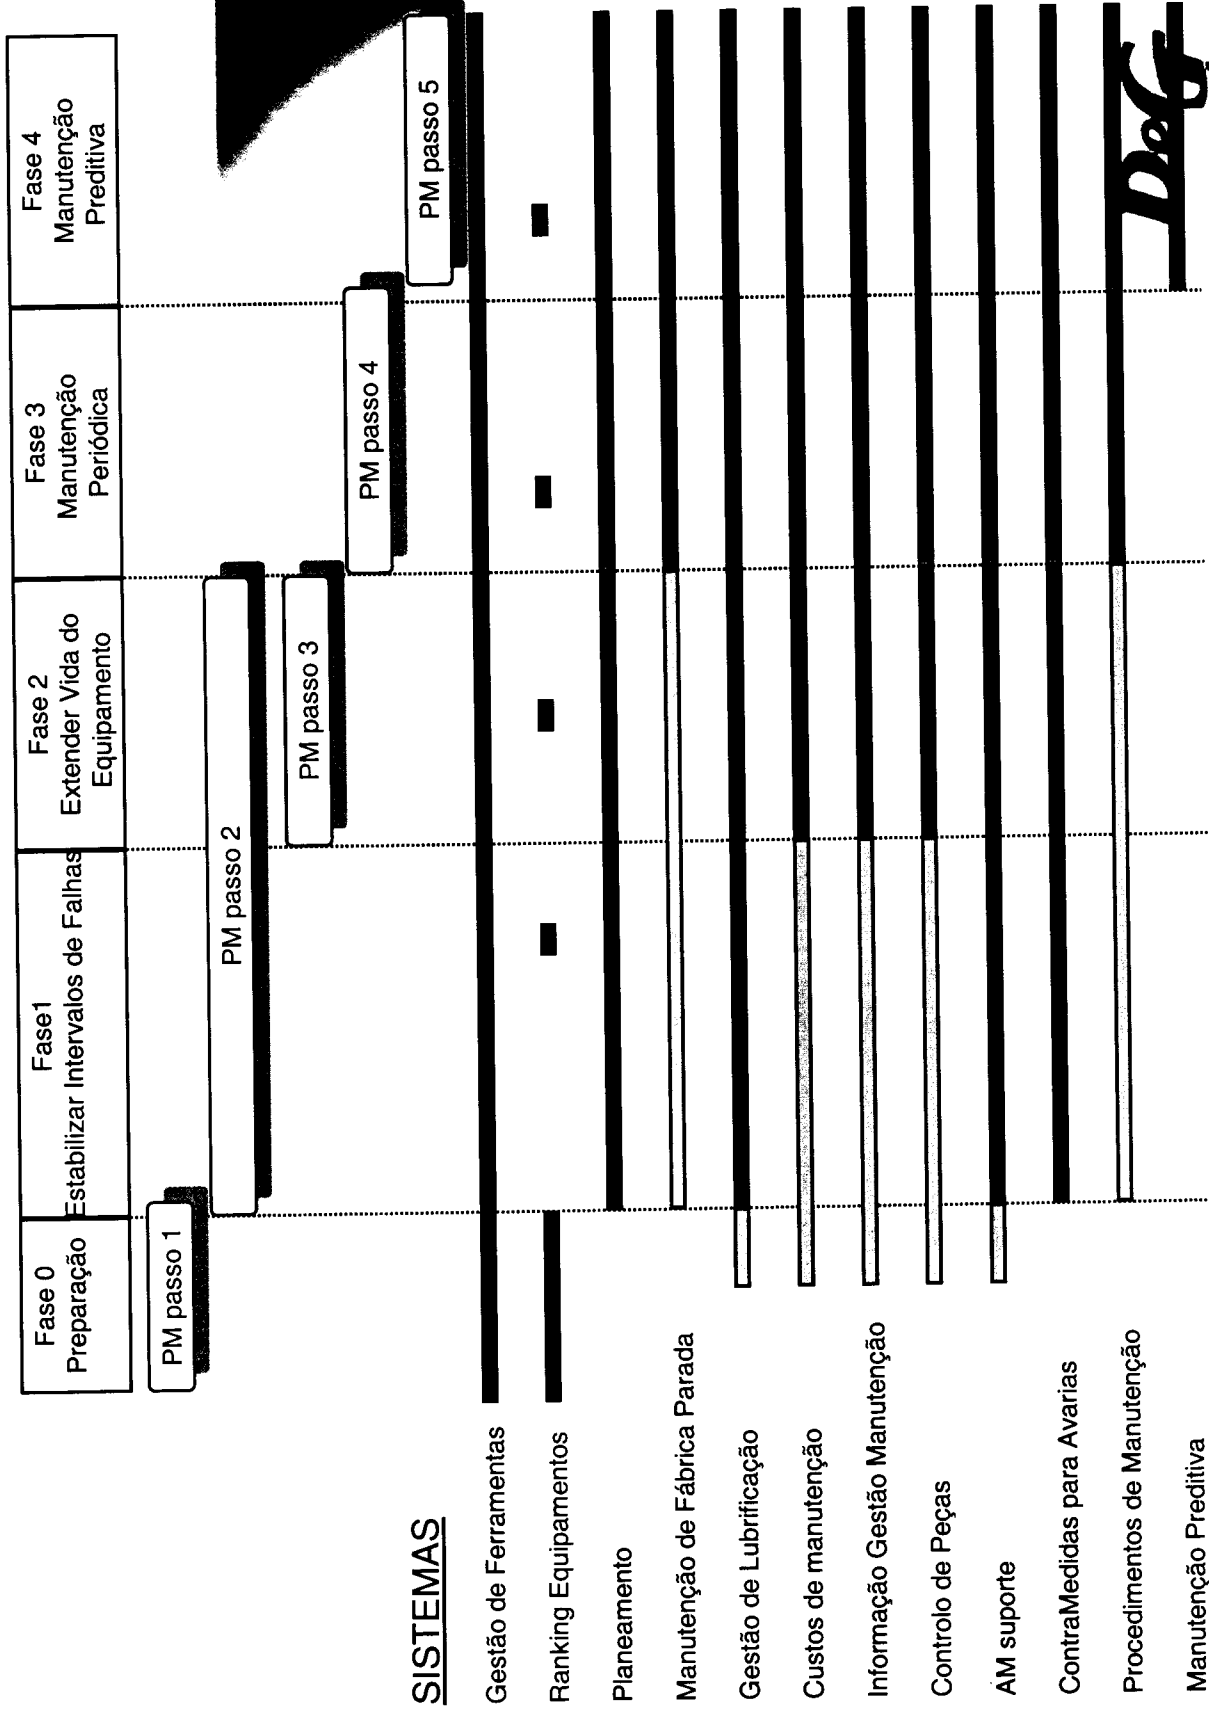 Fase 0
Preparação
Fase1
Estabilizar Intervalos de Falhas
Fase 2
Extender Vida do
Equipamento
Fase 3
Manutenção
Periódica
Fase 4
Manutenção
Preditiva
PM passo 1
PM passo 2
PM passo 3
PM passo 4
PM passo 5
SISTEMAS
Gestão de Ferramentas
Ranking Equipamentos
Planeamento
Manutenção de Fábrica Parada
Gestão de Lubrificação
Custos de manutenção
Informação Gestão Manutenção
Controlo de Peças
AM suporte
ContraMedidas para Avarias
Procedimentos de Manutenção
Manutenção Preditiva